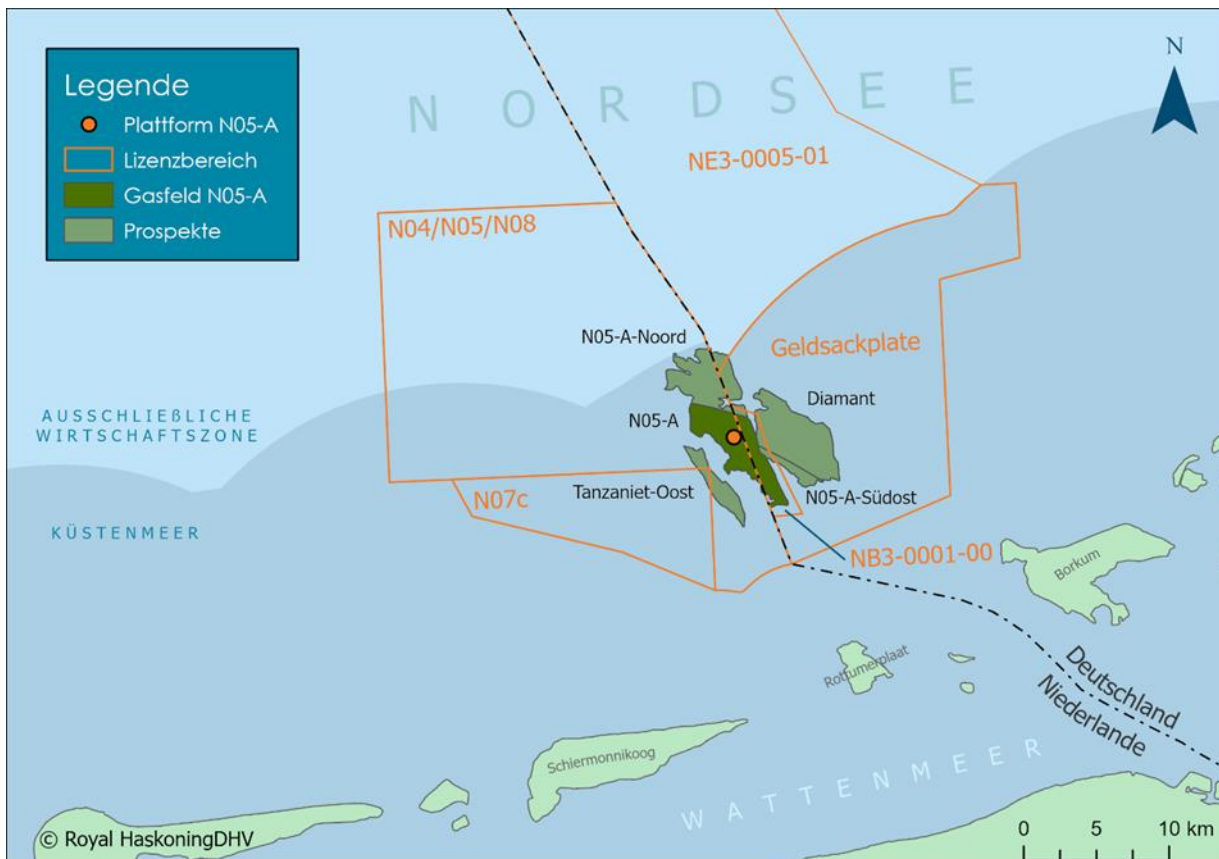 Legende
Plattform N05-A
Lizenzbereich
Gasfeld N05-A
Prospekte
N
NORDSEE
NE3-0005-01
N04/N05/N08
N05-A-Noord
Geldsackplate
Diamant
N05-A
AUSSCHLIEßLICHE
WIRTSCHAFTSZONE
N07c
Tanzaniet-Oost
N05-A-Südost
KÜSTENMEER
NB3-0001-00
Borkum
Rottumerplaat
Deutschland
Niederlande
Schiermonnikoog
WATTENMEER
© Royal HaskoningDHV
0 5 10 km